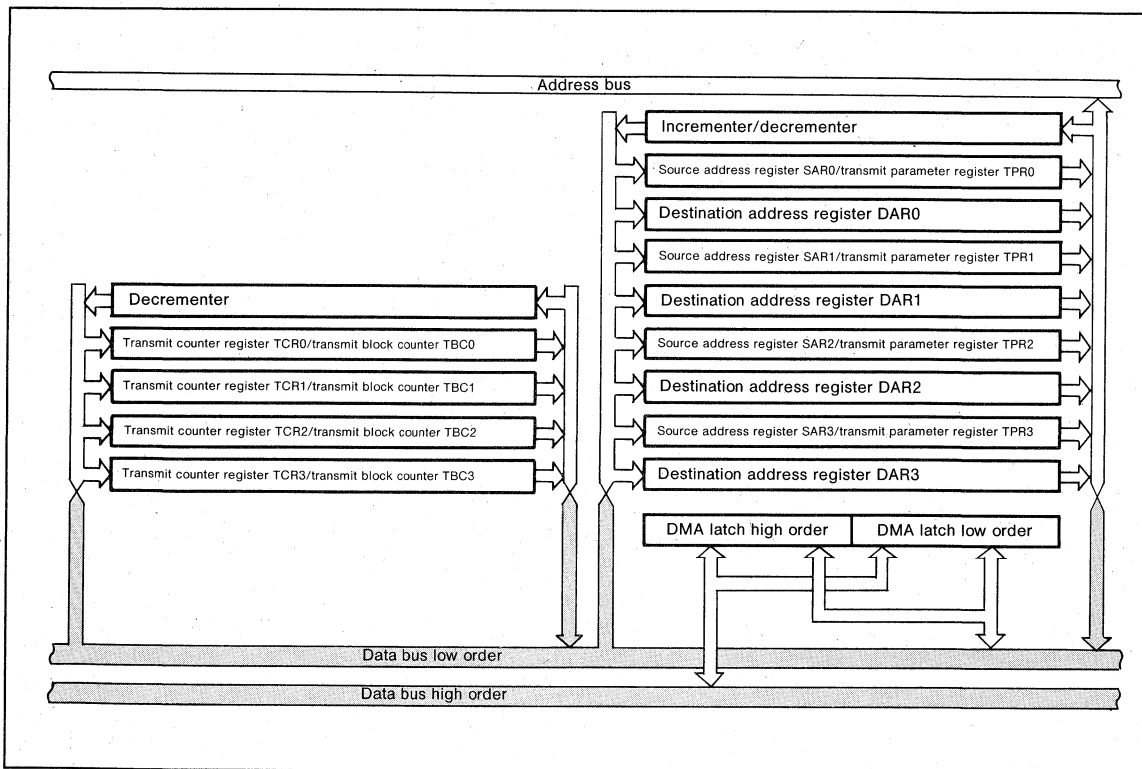 Address bus
Incrementer/decrementer
Source address register SAR0/transmit parameter register TPR0
Destination address register DAR0
Source address register SAR1/transmit parameter register TPR1
Destination address register DAR1
Source address register SAR2/transmit parameter register TPR2
Destination address register DAR2
Source address register SAR3/transmit parameter register TPR3
Destination address register DAR3
Decrementer
Transmit counter register TCR0/transmit block counter TBC0
Transmit counter register TCR1/transmit block counter TBC1
Transmit counter register TCR2/transmit block counter TBC2
Transmit counter register TCR3/transmit block counter TBC3
DMA latch high order
DMA latch low order
Data bus low order
Data bus high order